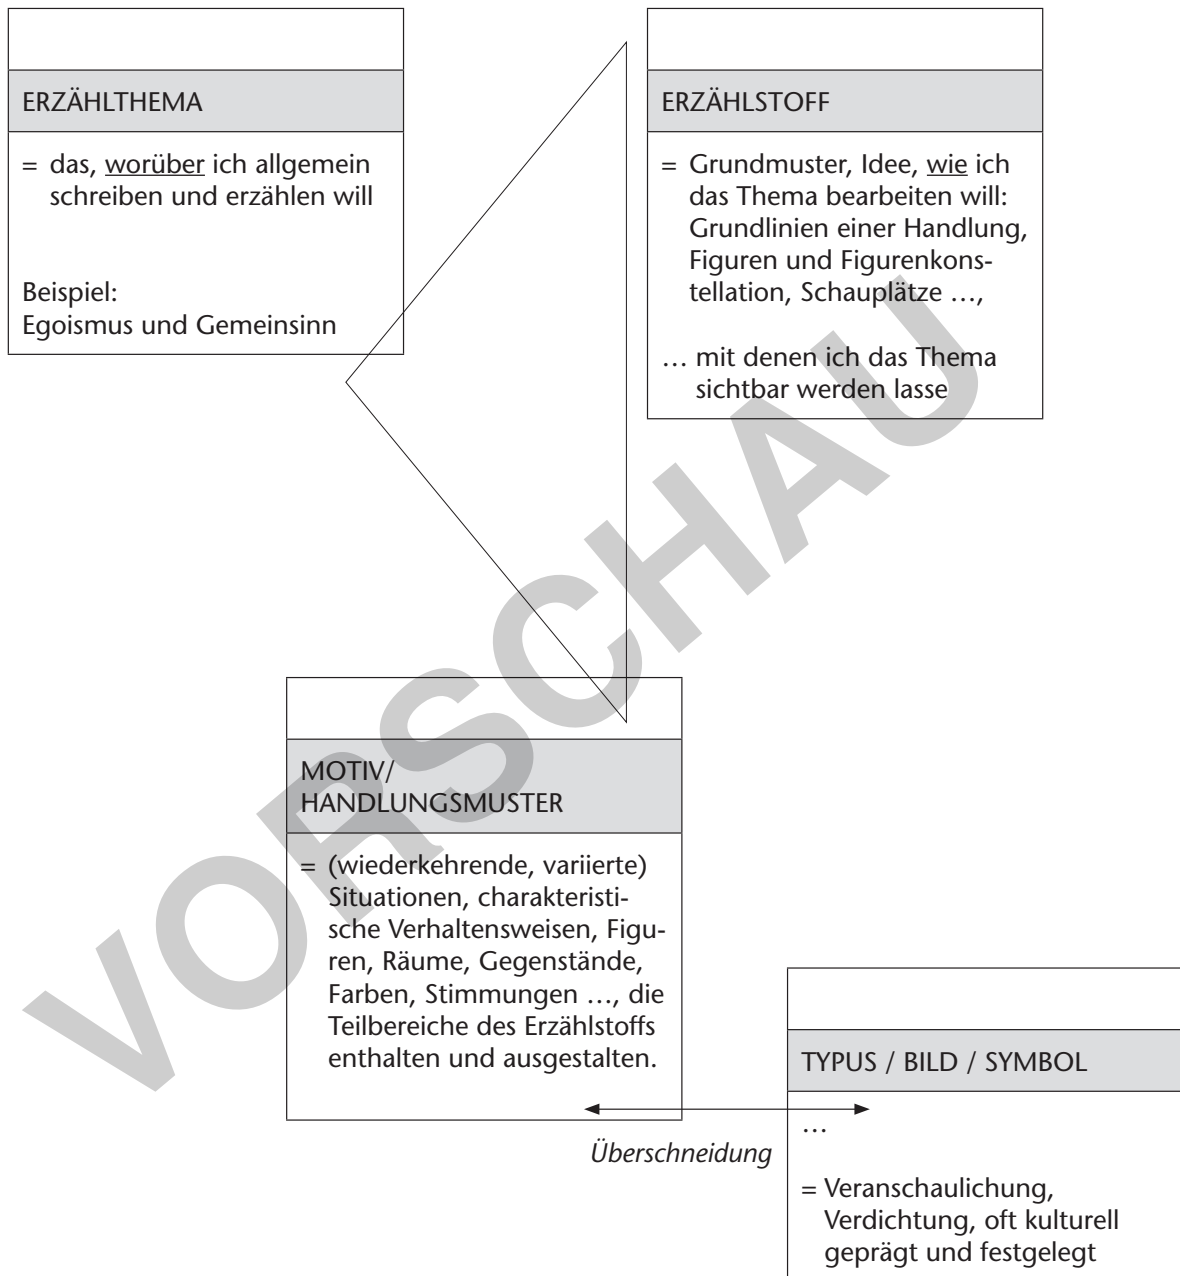 ERZÄHLTHEMA
= das, worüber ich allgemein
schreiben und erzählen will
Beispiel:
Egoismus und Gemeinsinn
ERZÄHLSTOFF
= Grundmuster, Idee, wie ich
das Thema bearbeiten will:
Grundlinien einer Handlung,
Figuren und Figurenkons-
tellation, Schauplätze …,
… mit denen ich das Thema
sichtbar werden lasse
MOTIV/
HANDLUNGSMUSTER
= (wiederkehrende, variierte)
Situationen, charakteristi-
sche Verhaltensweisen, Figu-
ren, Räume, Gegenstände,
Farben, Stimmungen …, die
Teilbereiche des Erzählstoffs
enthalten und ausgestalten.
Überschneidung
TYPUS / BILD / SYMBOL
…
= Veranschaulichung,
Verdichtung, oft kulturell
geprägt und festgelegt
VORSCHAU